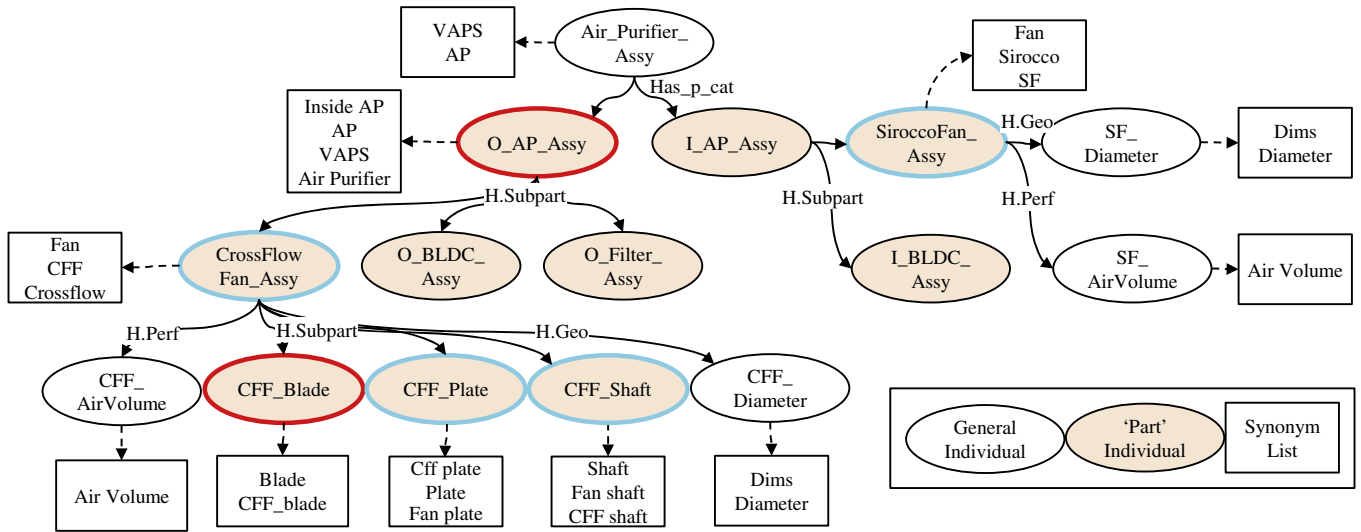 VAPS
AP
Air_Purifier_
Assy
Fan
Sirocco
SF
Has_p_cat
Inside AP
AP
VAPS
Air Purifier
O_AP_Assy
I_AP_Assy
SiroccoFan_
Assy
H.Geo
SF_
Diameter
Dims
Diameter
H.Subpart
H.Subpart
H.Perf
Fan
CFF
Crossflow
CrossFlow
Fan_Assy
O_BLDC_
Assy
O_Filter_
Assy
I_BLDC_
Assy
SF_
AirVolume
Air Volume
H.Perf
H.Subpart
H.Geo
CFF_
AirVolume
CFF_Blade
CFF_Plate
CFF_Shaft
CFF_
Diameter
General
Individual
‘Part’
Individual
Synonym
List
Air Volume
Blade
CFF_blade
Cff plate
Plate
Fan plate
Shaft
Fan shaft
CFF shaft
Dims
Diameter